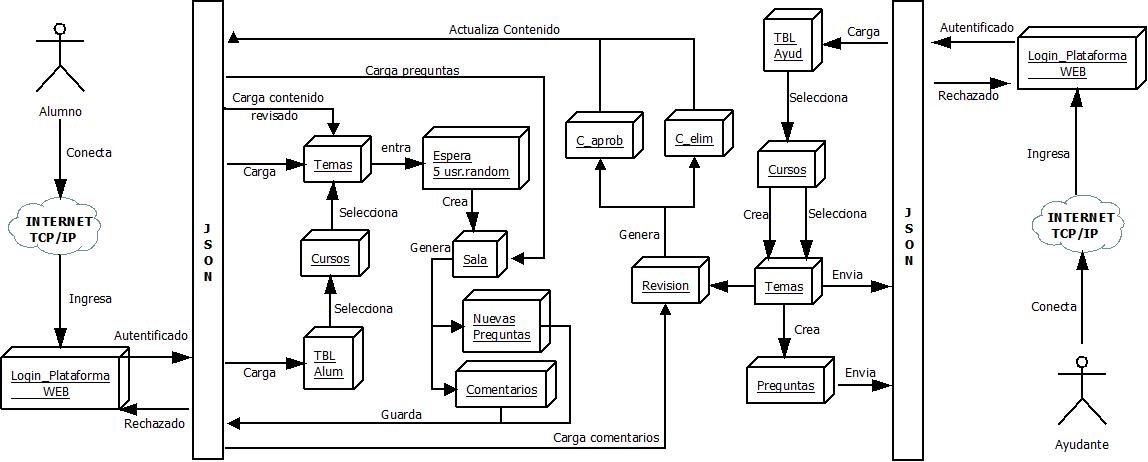 Alumno
Conecta
INTERNET
TCP/IP
Ingresa
Login_Plataforma
WEB
Autentificado
Rechazado
J
S
O
N
Actualiza Contenido
Carga preguntas
Carga contenido
revisado
Carga
Temas
entra
Espera
5 usr.random
Selecciona
Crea
Cursos
Genera
Sala
Selecciona
Nuevas
Preguntas
Carga
TBL
Alum
Comentarios
Guarda
Carga comentarios
C_aprob
C_elim
Genera
Revision
TBL
Ayud
Carga
Selecciona
Cursos
Crea
Selecciona
Temas
Envia
Crea
Preguntas
Envia
J
S
O
N
Autentificado
Rechazado
Login_Plataforma
WEB
Ingresa
INTERNET
TCP/IP
Conecta
Ayudante